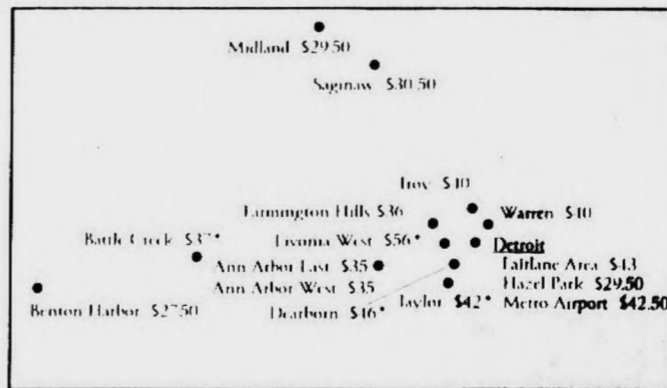 Midland $29.50
Saginaw $30.50
Troy $40
Farmington Hills $36
Warren $40
Battle Creek $37*
Livonia West $56*
Detroit
Ann Arbor East $35
Fairlane Area $43
Ann Arbor West $35
Hazel Park $29.50
Benton Harbor $27.50
Dearborn $46*
Taylor $42*
Metro Airport $42.50